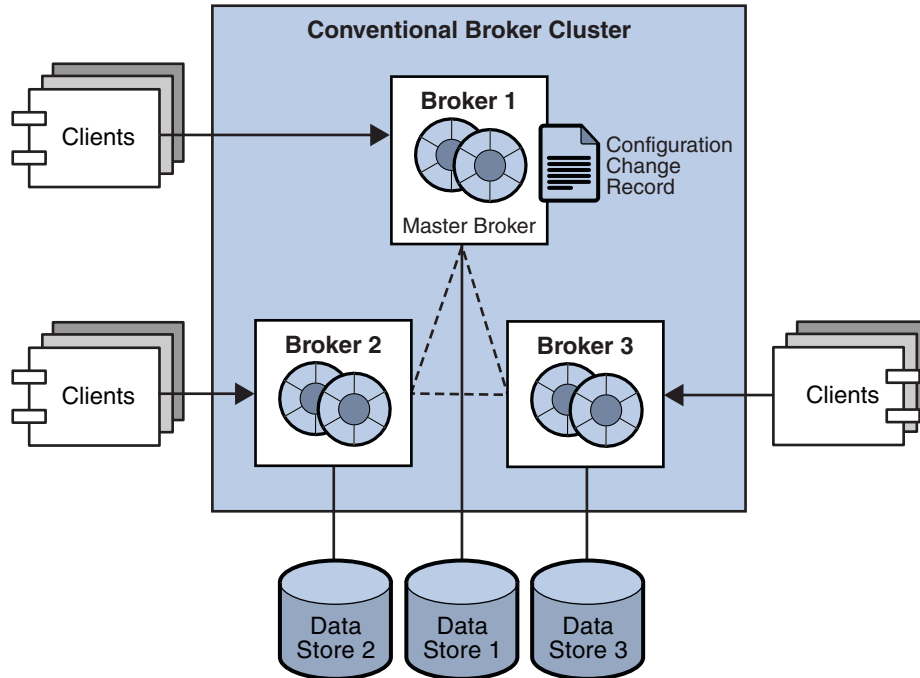 Conventional Broker Cluster
Broker 1
Clients
Configuration
Change
Record
Master Broker
Broker 2
Broker 3
Clients
Clients
Data
Store 2
Data
Store 1
Data
Store 3